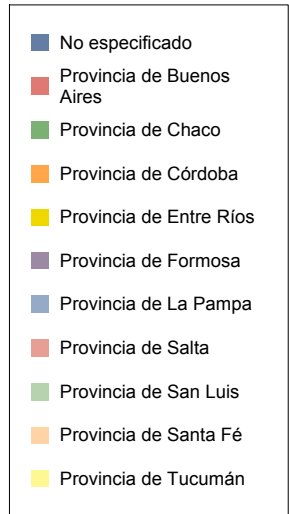 No especificado
Provincia de Buenos
Aires
Provincia de Chaco
Provincia de Córdoba
Provincia de Entre Ríos
Provincia de Formosa
Provincia de La Pampa
Provincia de Salta
Provincia de San Luis
Provincia de Santa Fé
Provincia de Tucumán